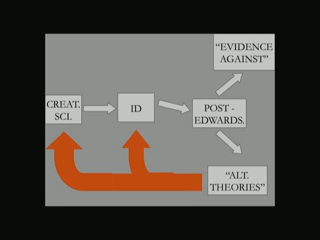 "EVIDENCE
AGAINST"
CREAT.
SCI.
ID
POST -
EDWARDS.
"ALT.
THEORIES"